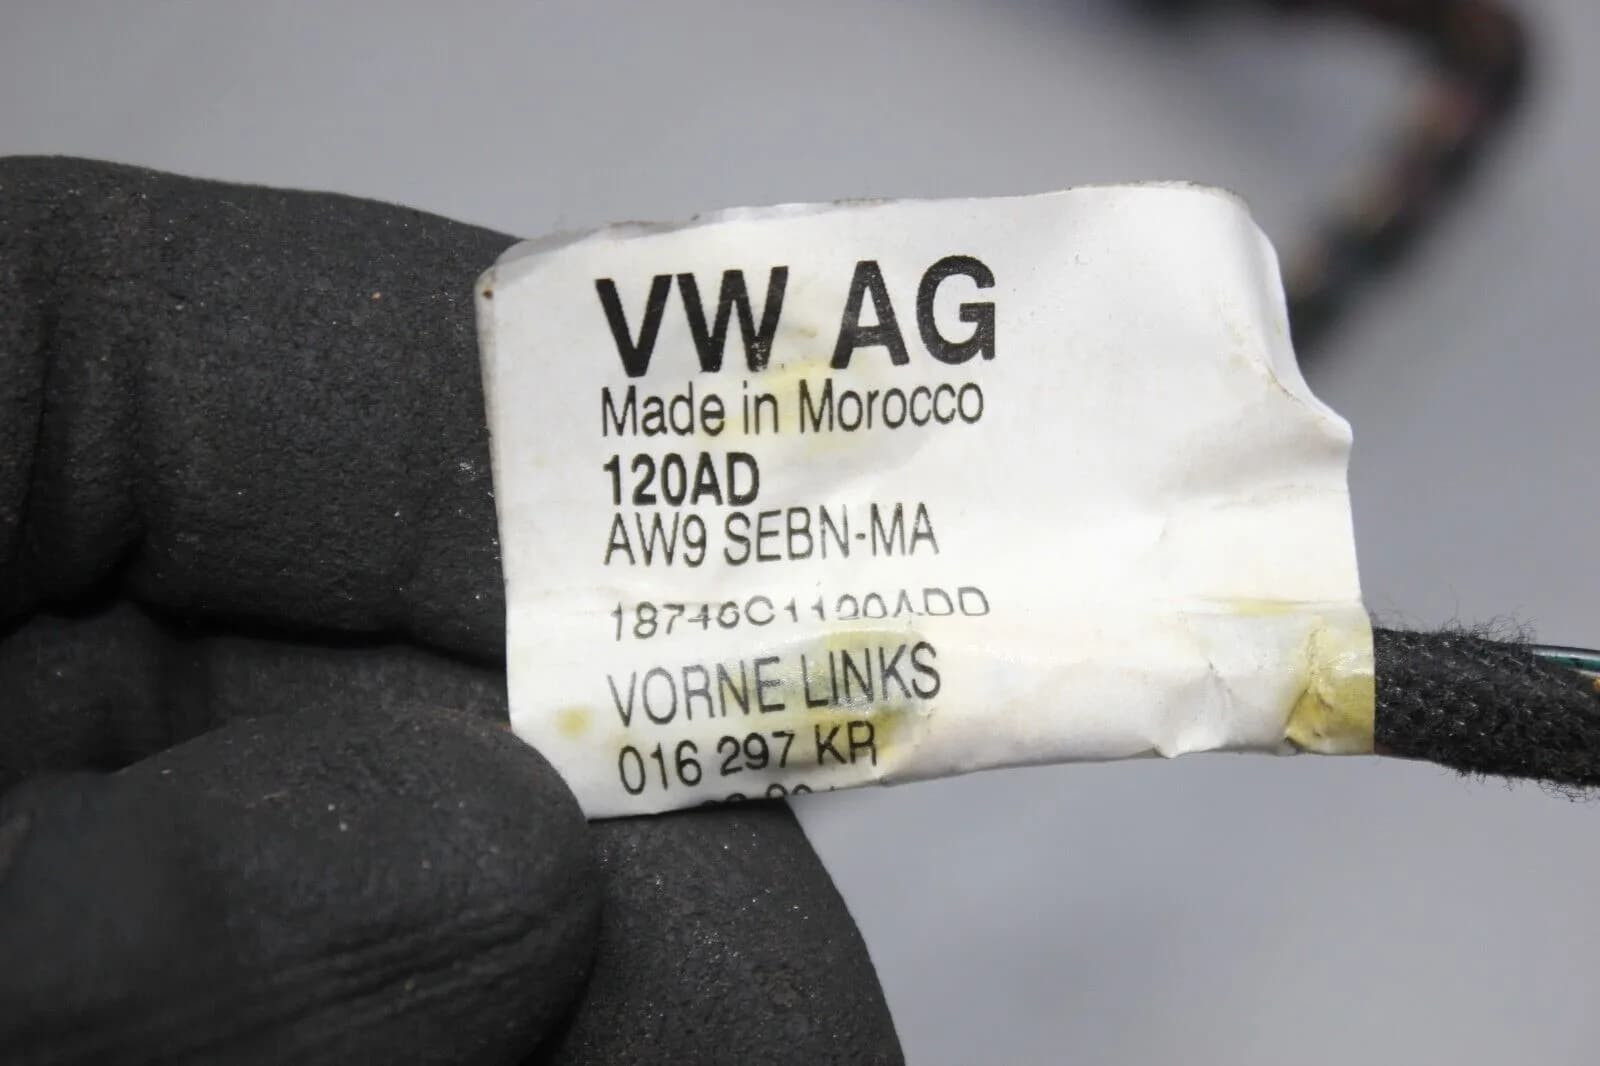 VW AG
Made in Morocco
120AD
AW9 SEBN-MA
VORNE LINKS
016 297 KR